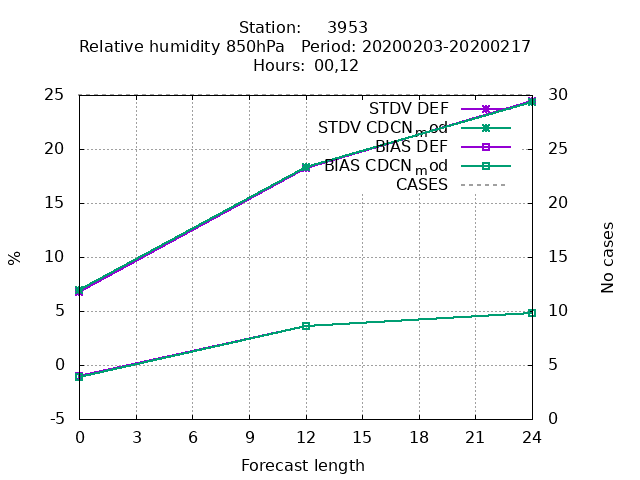 Station: 3953
Relative humidity 850hPa Period: 20200203-20200217
Hours: 00,12
25 30
STDV DEF
STDV CDCN_mod
20 25
BIAS DEF
BIAS CDCN_mod
CASES
15 20
10 15
5 10
0 5
-5 0
%
No cases
0 3 6 9 12 15 18 21 24
Forecast length